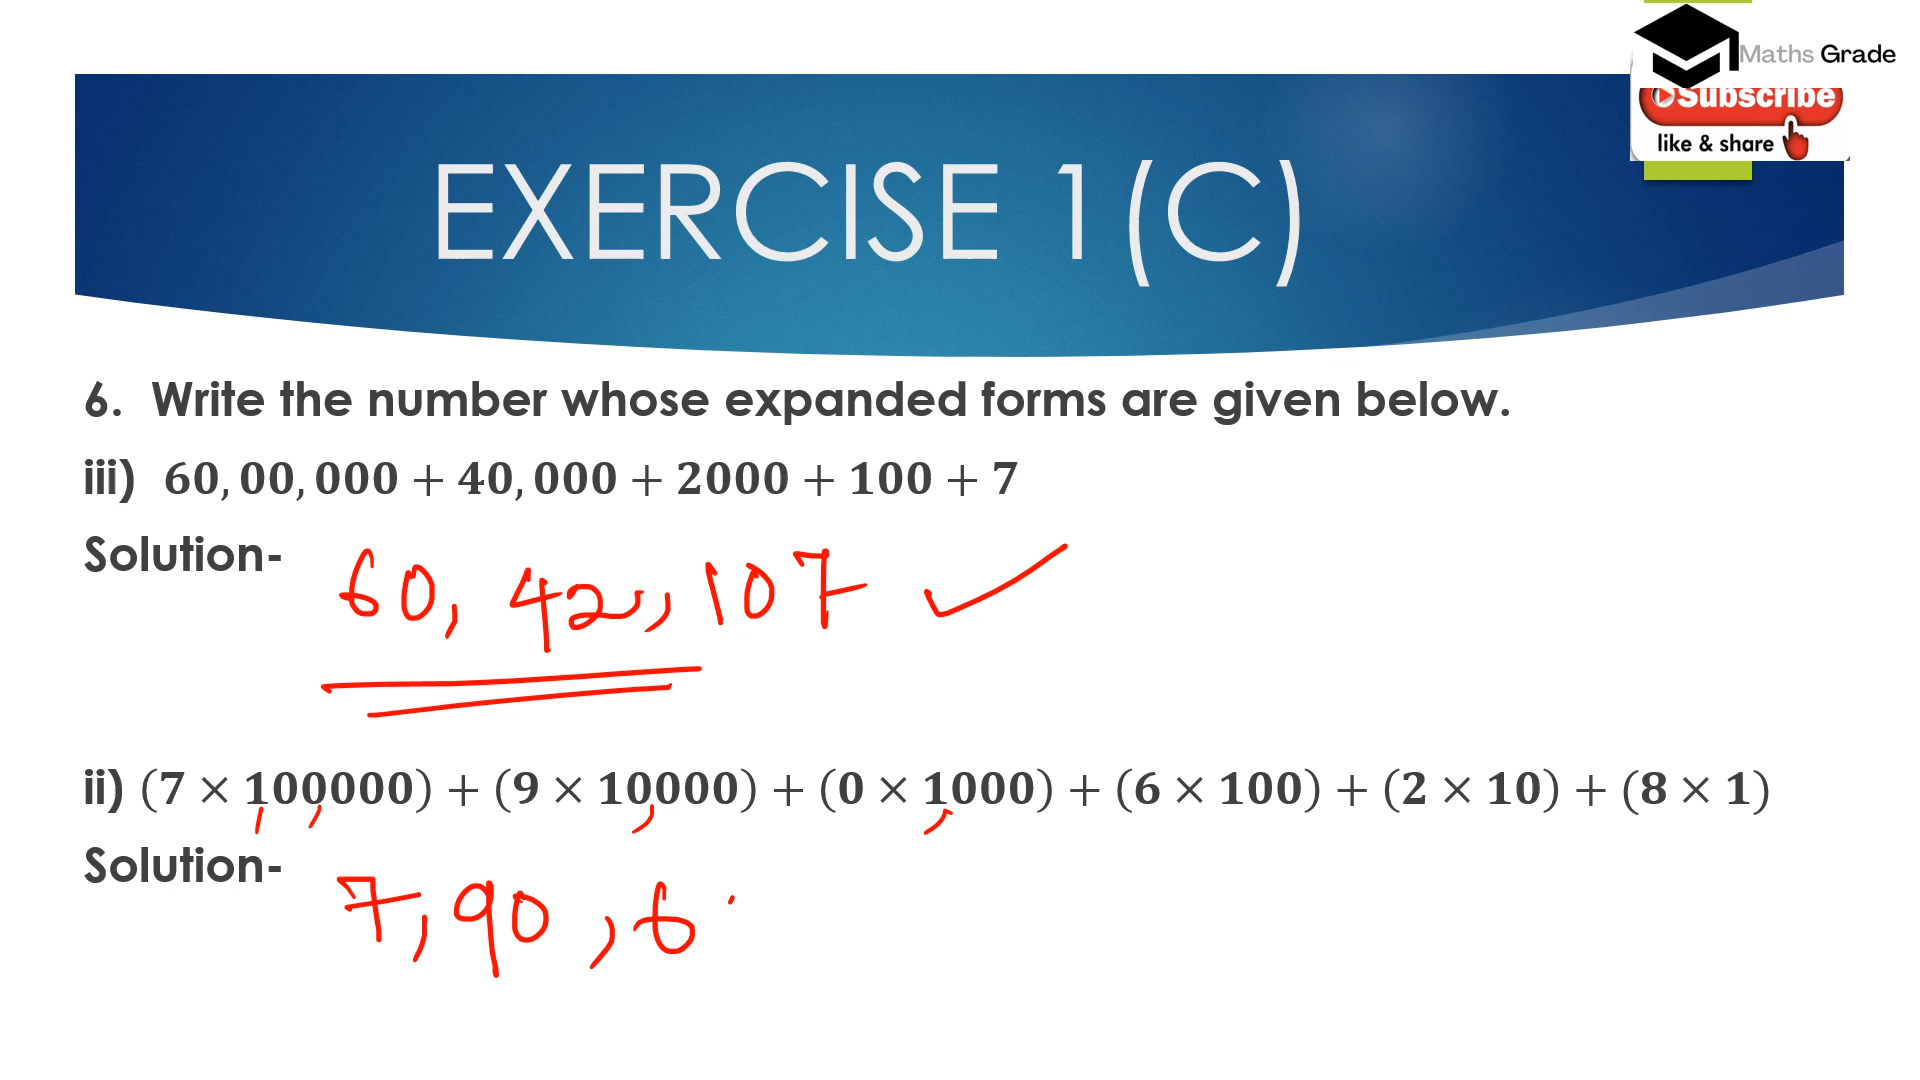 Maths Grade
Subscribe
like & share
EXERCISE 1(C)
6. Write the number whose expanded forms are given below.
iii) 60,00,000 + 40,000 + 2000 + 100 + 7
Solution-
60, 42, 107 ✓
ii) (7 × 100000) + (9 × 10000) + (0 × 1000) + (6 × 100) + (2 × 10) + (8 × 1)
Solution-
7,90,6